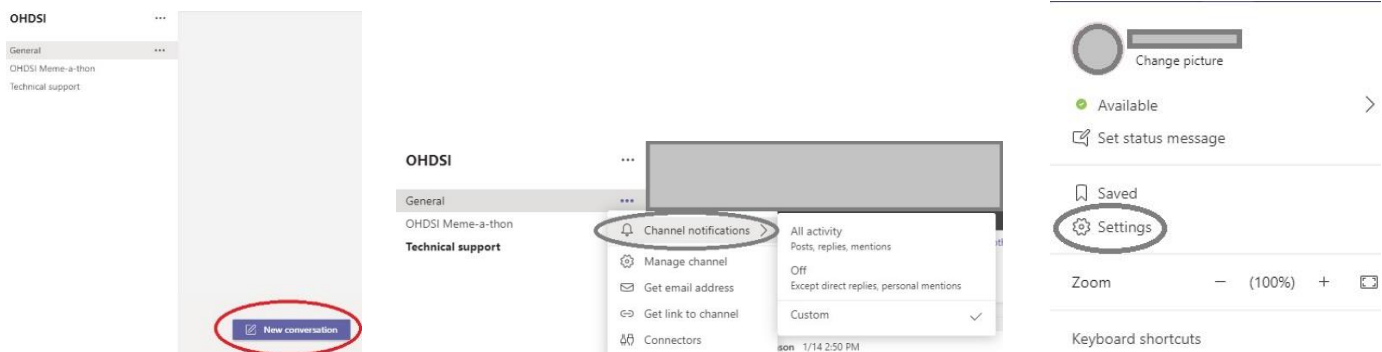 OHDSI ...
General ...
OHDSI Meme-a-thon
Technical support
New conversation
OHDSI ...
General ...
OHDSI Meme-a-thon
Technical support
Channel notifications
Manage channel
Get email address
Get link to channel
Connectors
All activity
Posts, replies, mentions
Off
Except direct replies, personal mentions
Custom
1/14 2:50 PM
Change picture
Available
Set status message
Saved
Settings
Zoom − (100%) +
Keyboard shortcuts